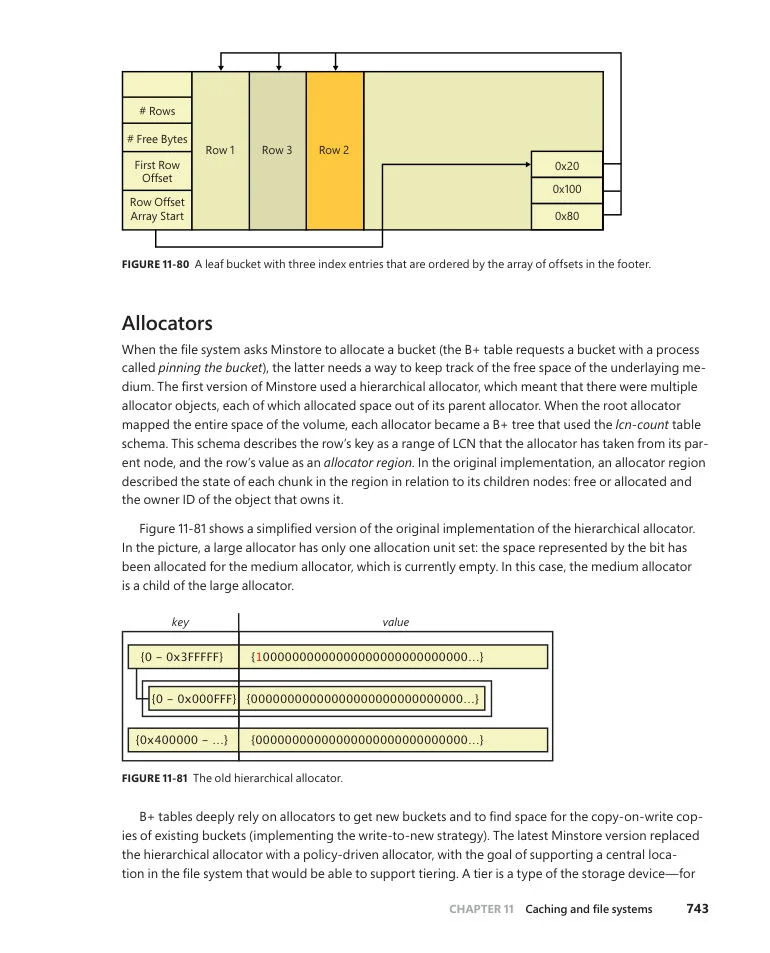 # Rows
# Free Bytes
First Row
Offset
Row Offset
Array Start
Row 1
Row 3
Row 2
0x20
0x100
0x80
FIGURE 11-80 A leaf bucket with three index entries that are ordered by the array of offsets in the footer.
Allocators
When the file system asks Minstore to allocate a bucket (the B+ table requests a bucket with a process
called pinning the bucket), the latter needs a way to keep track of the free space of the underlaying me-
dium. The first version of Minstore used a hierarchical allocator, which meant that there were multiple
allocator objects, each of which allocated space out of its parent allocator. When the root allocator
mapped the entire space of the volume, each allocator became a B+ tree that used the lcn-count table
schema. This schema describes the row's key as a range of LCN that the allocator has taken from its par-
ent node, and the row's value as an allocator region. In the original implementation, an allocator region
described the state of each chunk in the region in relation to its children nodes: free or allocated and
the owner ID of the object that owns it.
Figure 11-81 shows a simplified version of the original implementation of the hierarchical allocator.
In the picture, a large allocator has only one allocation unit set: the space represented by the bit has
been allocated for the medium allocator, which is currently empty. In this case, the medium allocator
is a child of the large allocator.
key value
{0 – 0x3FFFFF} {10000000000000000000000000000...}
{0 – 0x000FFF} {00000000000000000000000000000...}
{0x400000 – ...} {00000000000000000000000000000...}
FIGURE 11-81 The old hierarchical allocator.
B+ tables deeply rely on allocators to get new buckets and to find space for the copy-on-write cop-
ies of existing buckets (implementing the write-to-new strategy). The latest Minstore version replaced
the hierarchical allocator with a policy-driven allocator, with the goal of supporting a central loca-
tion in the file system that would be able to support tiering. A tier is a type of the storage device—for
CHAPTER 11 Caching and file systems 743